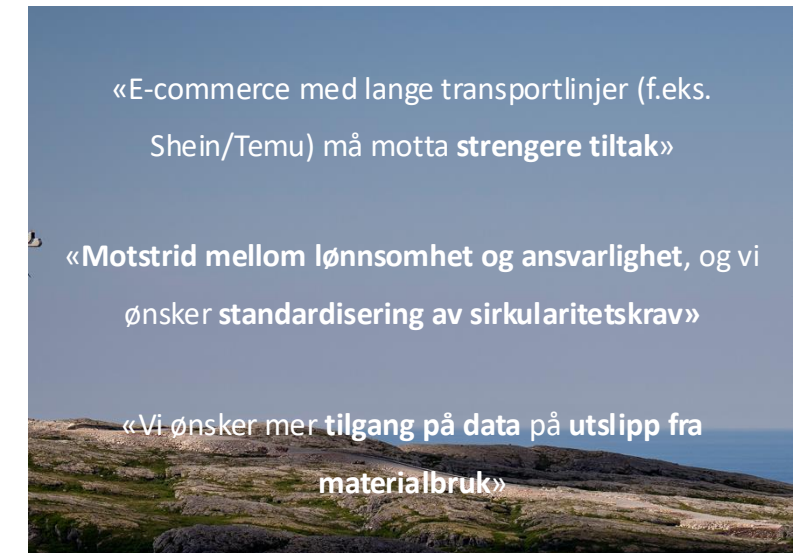 «E-commerce med lange transportlinjer (f.eks.
Shein/Temu) må motta strengere tiltak»
«Motstrid mellom lønnsomhet og ansvarlighet, og vi
ønsker standardisering av sirkularitetskrav»
«Vi ønsker mer tilgang på data på utslipp fra
materialbruk»